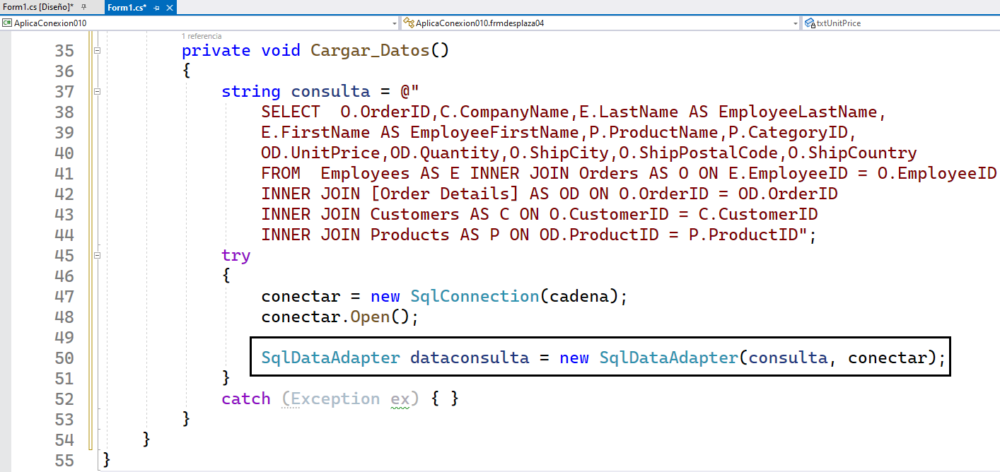 Form1.cs [Diseño]*
Form1.cs*
AplicaConexion010
AplicaConexion010.frmdesplaza04
txtUnitPrice
1 referencia
35 private void Cargar_Datos()
36 {
37 string consulta = @"
38 SELECT  O.OrderID,C.CompanyName,E.LastName AS EmployeeLastName,
39 E.FirstName AS EmployeeFirstName,P.ProductName,P.CategoryID,
40 OD.UnitPrice,OD.Quantity,O.ShipCity,O.ShipPostalCode,O.ShipCountry
41 FROM  Employees AS E INNER JOIN Orders AS O ON E.EmployeeID = O.EmployeeID
42 INNER JOIN [Order Details] AS OD ON O.OrderID = OD.OrderID
43 INNER JOIN Customers AS C ON O.CustomerID = C.CustomerID
44 INNER JOIN Products AS P ON OD.ProductID = P.ProductID";
45 try
46 {
47 conectar = new SqlConnection(cadena);
48 conectar.Open();
49
50 SqlDataAdapter dataconsulta = new SqlDataAdapter(consulta, conectar);
51 }
52 catch (Exception ex) { }
53 }
54 }
55 }